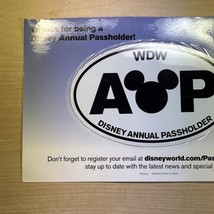 Thanks for being a
Disney Annual Passholder!
WDW
AP
DISNEY ANNUAL PASSHOLDER
Don't forget to register your email at disneyworld.com/Pas
stay up to date with the latest news and special